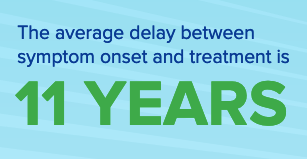 The average delay between
symptom onset and treatment is
11 YEARS